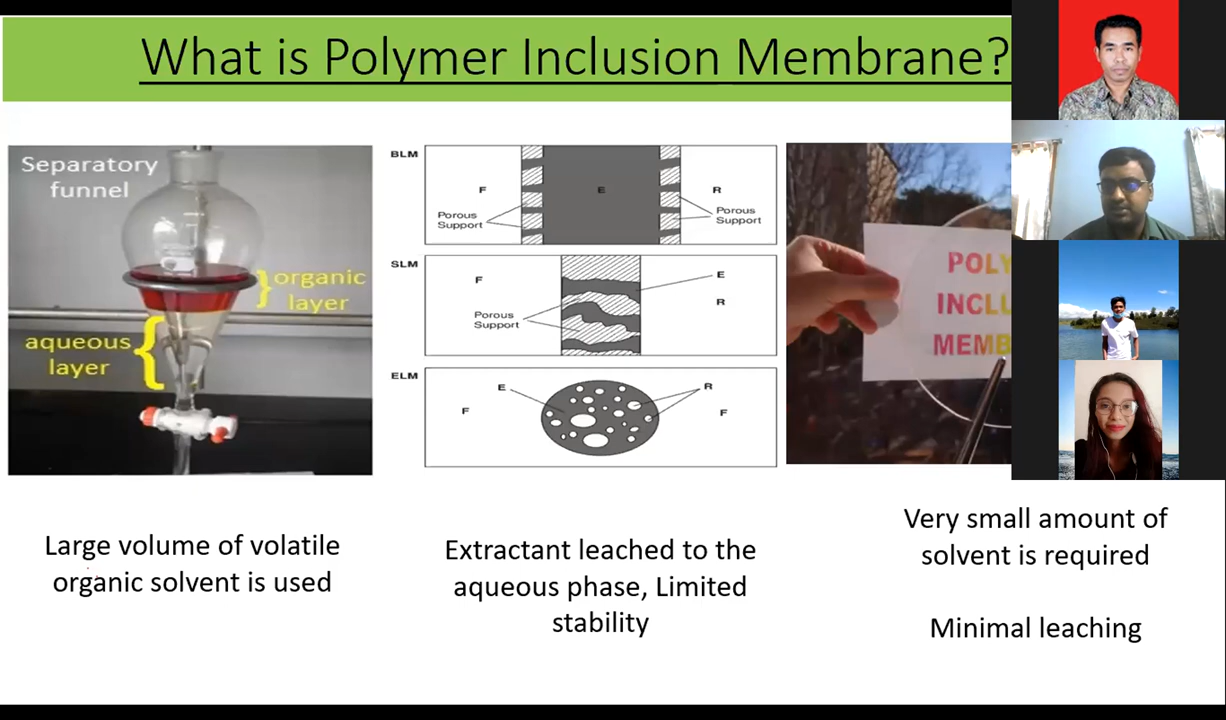 What is Polymer Inclusion Membrane?
Separatory
funnel
organic
layer
aqueous
layer
BLM
F
E
R
Porous
Support
Porous
Support
SLM
F
E
R
Porous
Support
ELM
E
R
F
F
POLY
INCLU
MEMB
Large volume of volatile
organic solvent is used
Extractant leached to the
aqueous phase, Limited
stability
Very small amount of
solvent is required
Minimal leaching